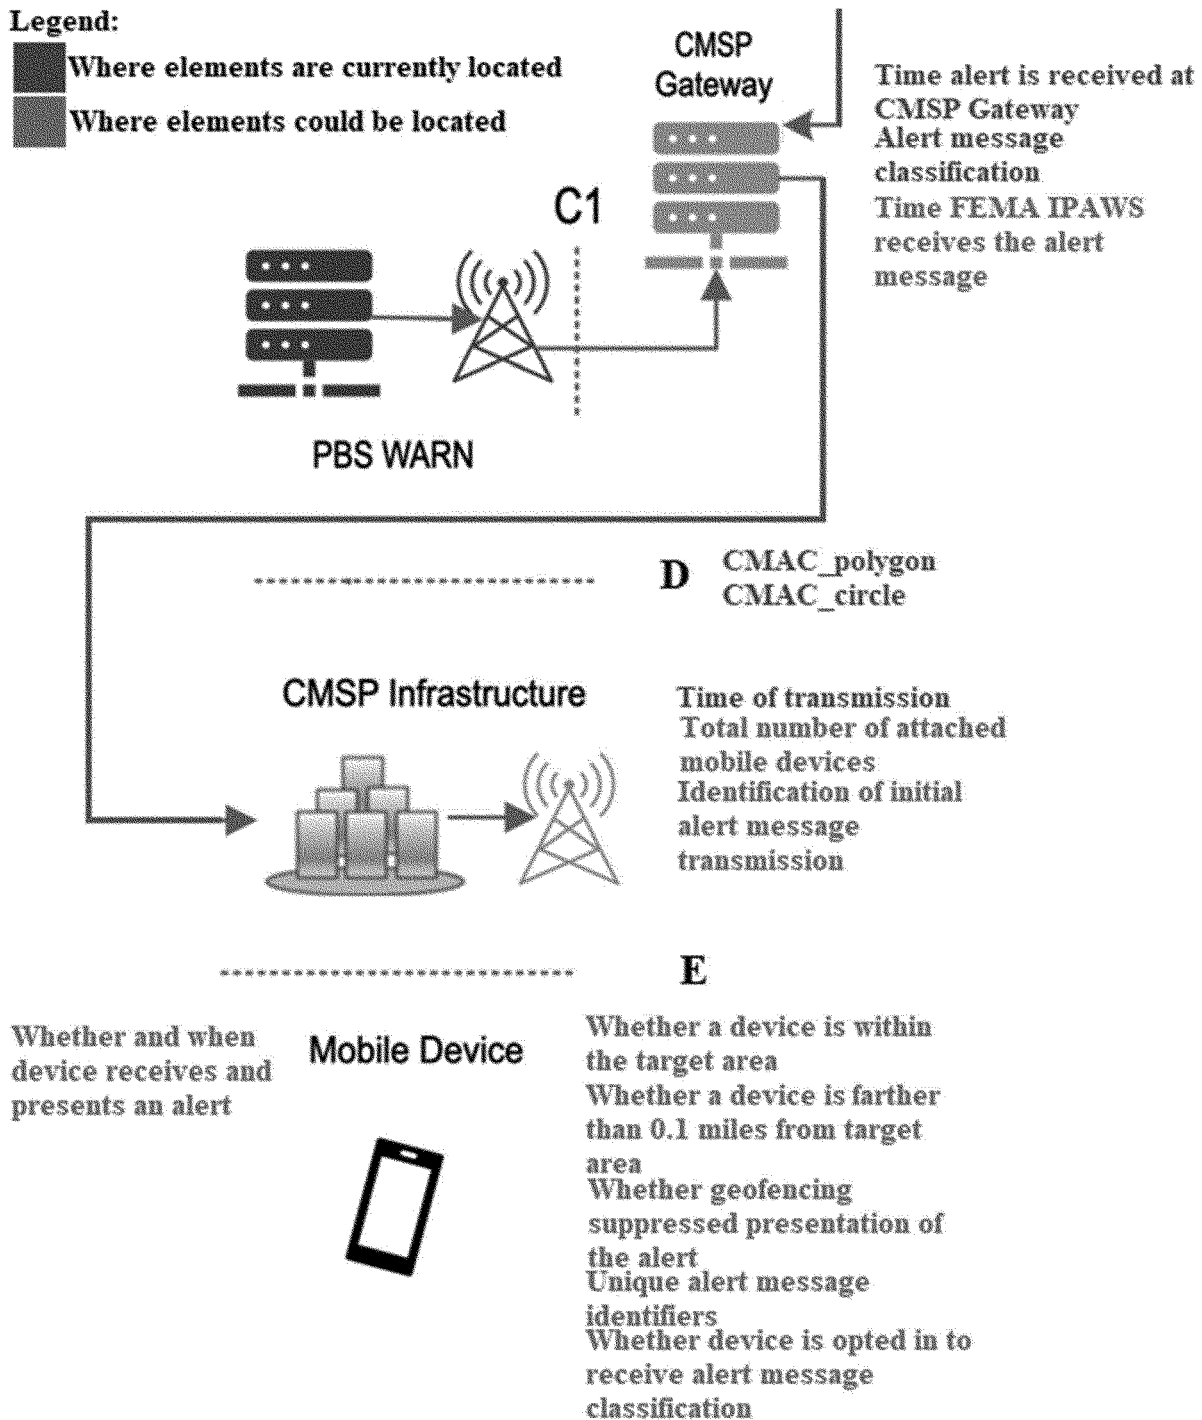 Legend:
Where elements are currently located
Where elements could be located
CMSP
Gateway
Time alert is received at
CMSP Gateway
Alert message
classification
Time FEMA IPAWS
receives the alert
message
C1
PBS WARN
D
CMAC_polygon
CMAC_circle
CMSP Infrastructure
Time of transmission
Total number of attached
mobile devices
Identification of initial
alert message
transmission
E
Whether and when
device receives and
presents an alert
Mobile Device
Whether a device is within
the target area
Whether a device is farther
than 0.1 miles from target
area
Whether geofencing
suppressed presentation of
the alert
Unique alert message
identifiers
Whether device is opted in to
receive alert message
classification